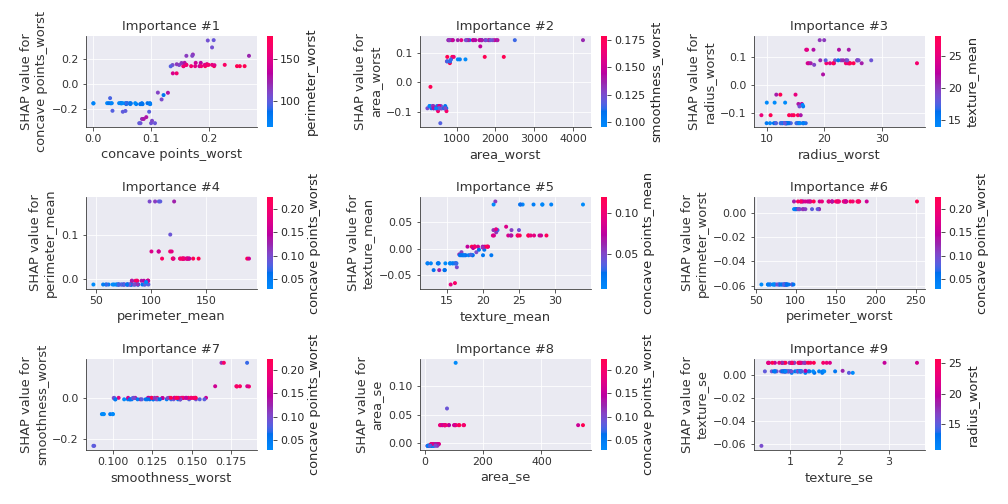 Importance #1
SHAP value for
concave points_worst
0.2
0.0
−0.2
0.0
0.1
0.2
concave points_worst
150
100
perimeter_worst
Importance #2
SHAP value for
area_worst
0.1
0.0
−0.1
1000
2000
3000
4000
area_worst
0.175
0.150
0.125
0.100
smoothness_worst
Importance #3
SHAP value for
radius_worst
0.1
0.0
−0.1
10
20
30
radius_worst
25
20
15
texture_mean
Importance #4
SHAP value for
perimeter_mean
0.1
0.0
50
100
150
perimeter_mean
0.20
0.15
0.10
0.05
concave points_worst
Importance #5
SHAP value for
texture_mean
0.05
0.00
−0.05
15
20
25
30
texture_mean
0.10
0.05
concave points_mean
Importance #6
SHAP value for
perimeter_worst
0.00
−0.02
−0.04
−0.06
50
100
150
200
250
perimeter_worst
0.20
0.15
0.10
0.05
concave points_worst
Importance #7
SHAP value for
smoothness_worst
0.0
−0.2
0.100
0.125
0.150
0.175
smoothness_worst
0.20
0.15
0.10
0.05
concave points_worst
Importance #8
SHAP value for
area_se
0.10
0.05
0.00
0
200
400
area_se
0.20
0.15
0.10
0.05
concave points_worst
Importance #9
SHAP value for
texture_se
0.00
−0.02
−0.04
−0.06
1
2
3
texture_se
25
20
15
radius_worst